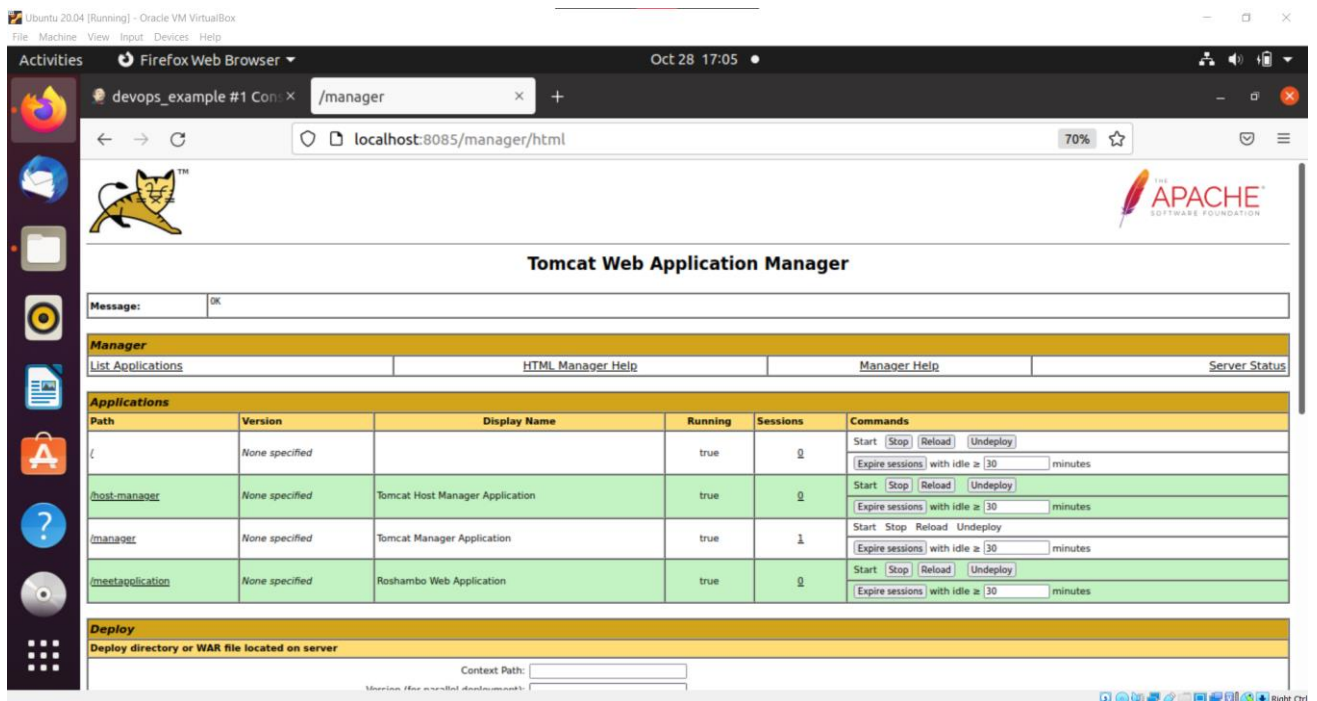 Ubuntu 20.04 [Running] - Oracle VM VirtualBox
File Machine View Input Devices Help
Activities Firefox Web Browser Oct 28 17:05
devops_example #1 Cons /manager
localhost:8085/manager/html 70%
TM
THE
APACHE
SOFTWARE FOUNDATION
Tomcat Web Application Manager
Message: OK
Manager
List Applications HTML Manager Help Manager Help Server Status
Applications
Path Version Display Name Running Sessions Commands
/ None specified true 0 Start Stop Reload Undeploy
Expire sessions with idle ≥ 30 minutes
/host-manager None specified Tomcat Host Manager Application true 0 Start Stop Reload Undeploy
Expire sessions with idle ≥ 30 minutes
/manager None specified Tomcat Manager Application true 1 Start Stop Reload Undeploy
Expire sessions with idle ≥ 30 minutes
/meetapplication None specified Roshambo Web Application true 0 Start Stop Reload Undeploy
Expire sessions with idle ≥ 30 minutes
Deploy
Deploy directory or WAR file located on server
Context Path:
Version (for parallel deployment):
Right Ctrl